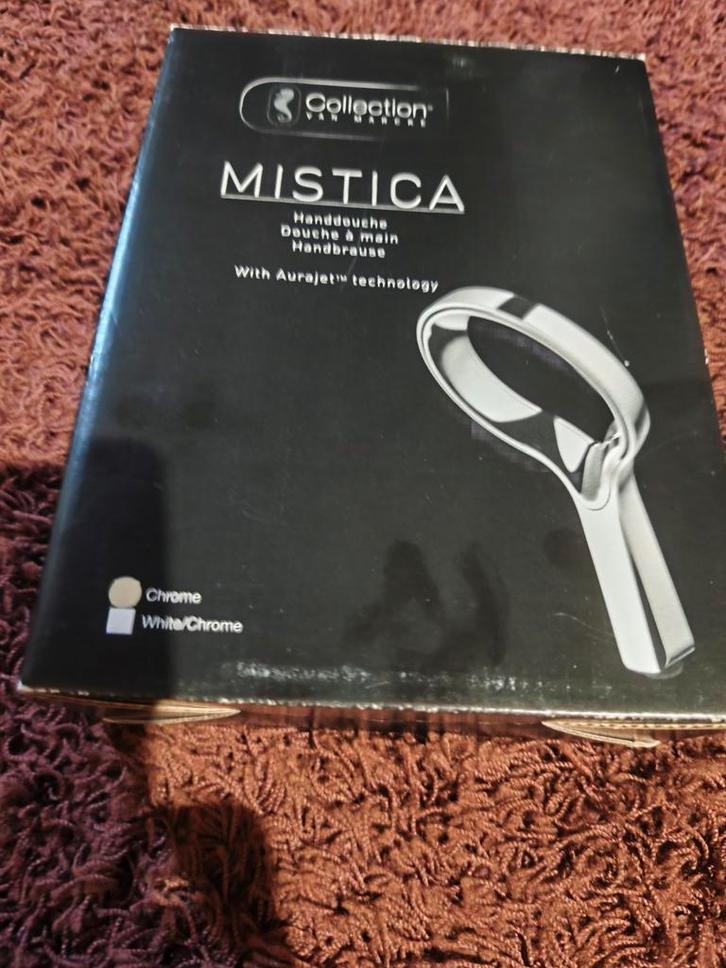 Collection®
VAN MARCKE
MISTICA
Handdouche
Douche à main
Handbrause
With Aurajet™ technology
Chrome
White/Chrome